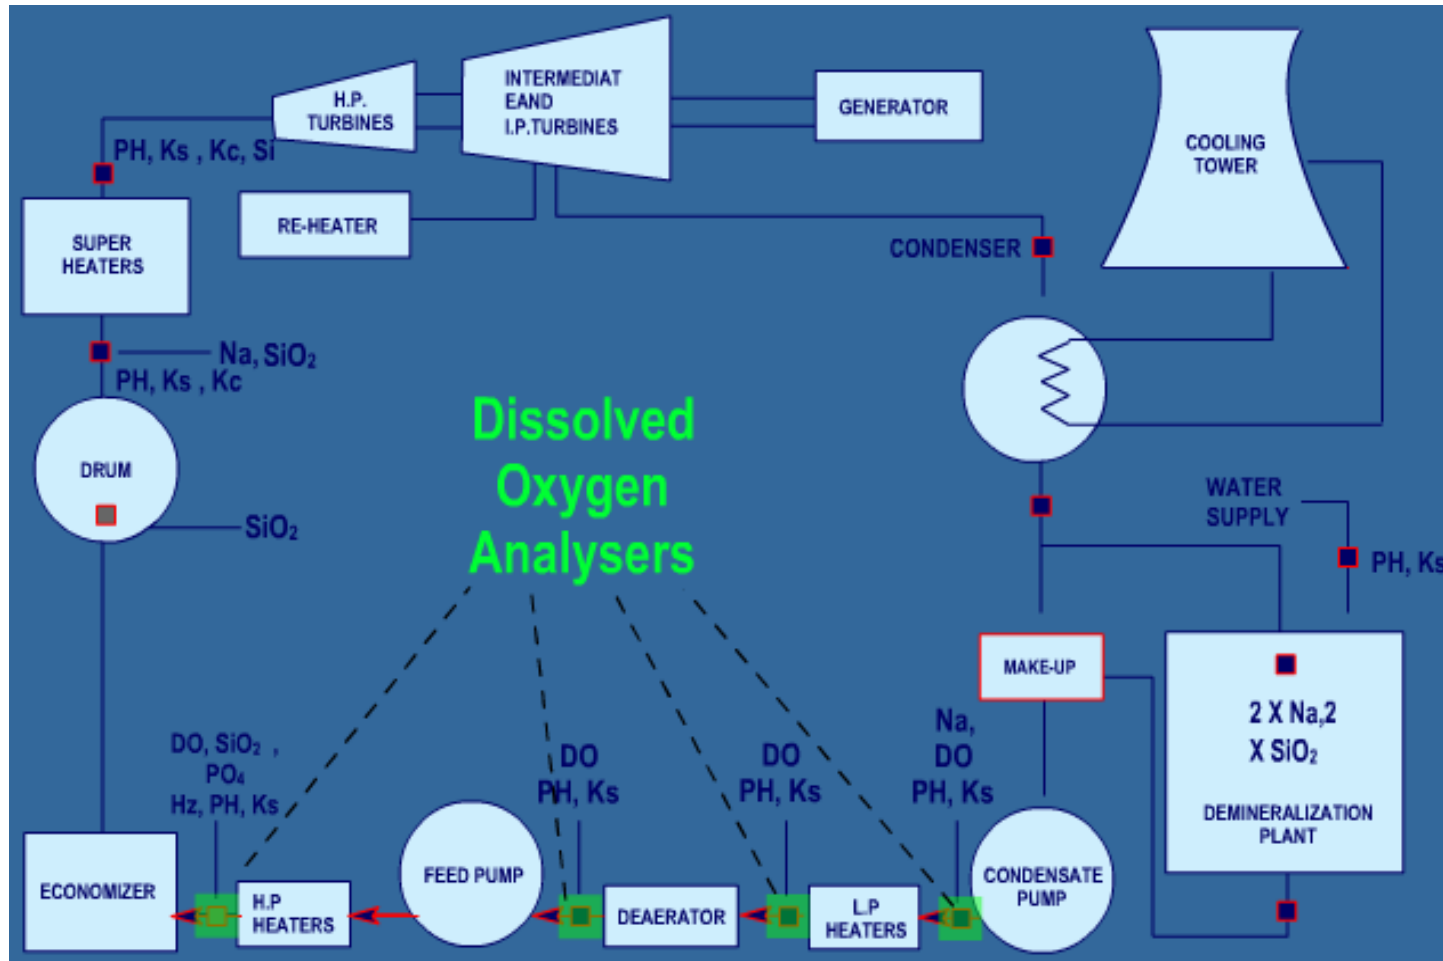 H.P.
TURBINES
INTERMEDIAT
EAND
I.P.TURBINES
GENERATOR
COOLING
TOWER
PH, Ks , Kc, Si
RE-HEATER
SUPER
HEATERS
CONDENSER
Na, SiO₂
PH, Ks , Kc
DRUM
SiO₂
Dissolved
Oxygen
Analysers
WATER
SUPPLY
PH, Ks
MAKE-UP
2 X Na,2
X SiO₂
DEMINERALIZATION
PLANT
DO, SiO₂ ,
PO₄
Hz, PH, Ks
DO
PH, Ks
DO
PH, Ks
Na,
DO
PH, Ks
ECONOMIZER
H.P
HEATERS
FEED PUMP
DEAERATOR
L.P
HEATERS
CONDENSATE
PUMP